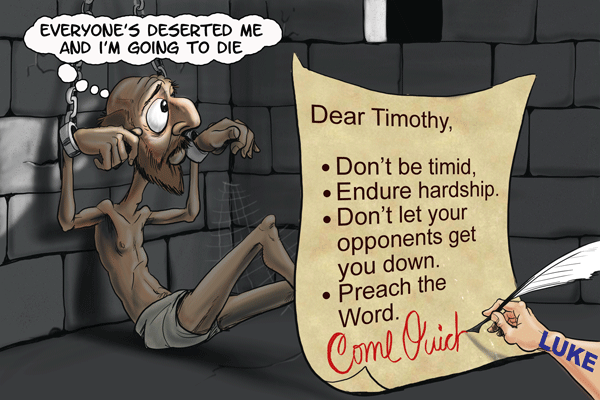 EVERYONE'S DESERTED ME
AND I'M GOING TO DIE
Dear Timothy,
• Don't be timid,
• Endure hardship.
• Don't let your
opponents get
you down.
• Preach the
Word.
Come Quick
LUKE